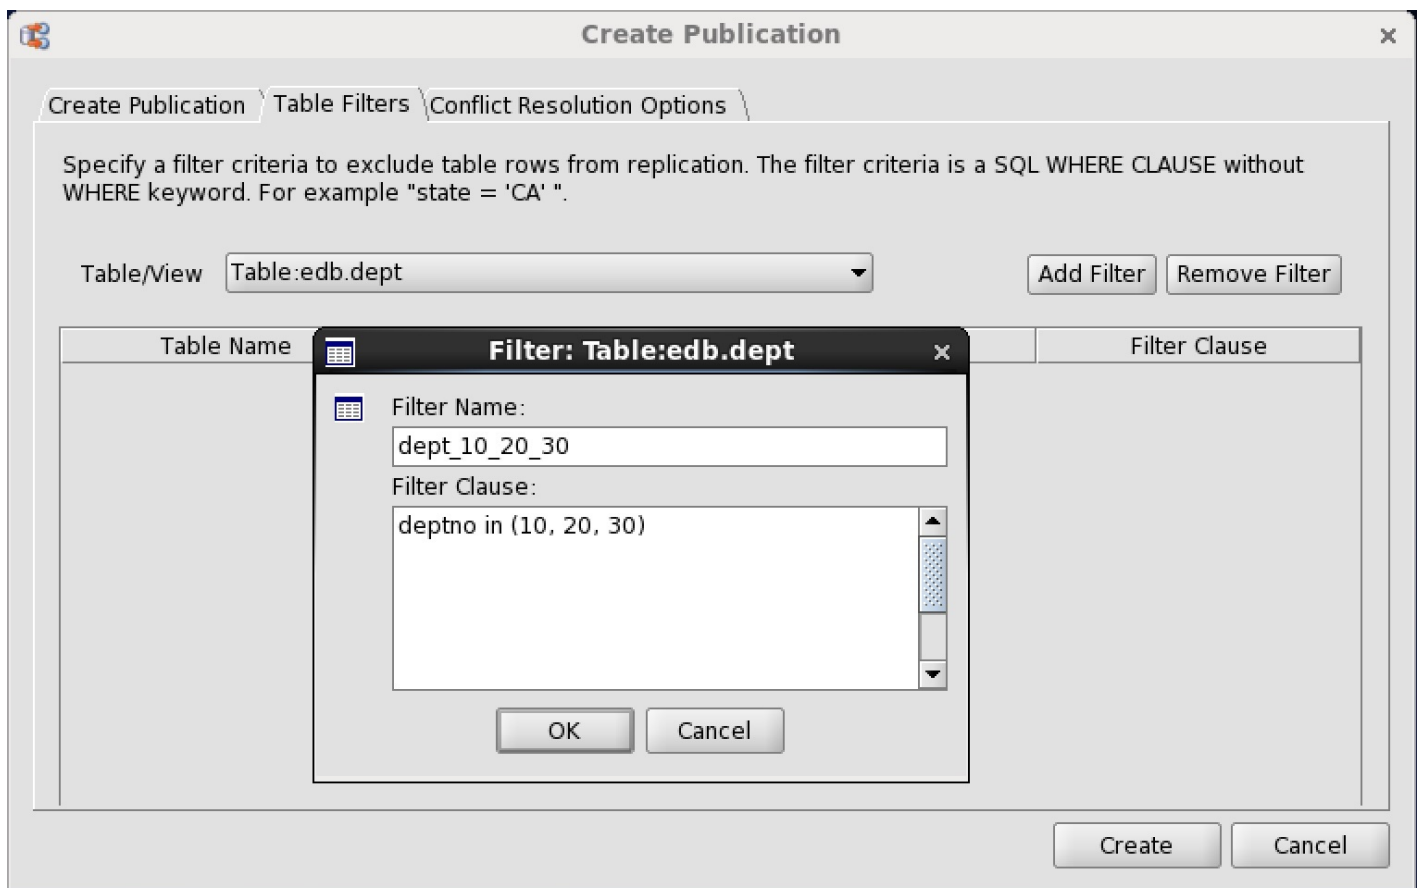 Create Publication
Create Publication
Table Filters
Conflict Resolution Options
Specify a filter criteria to exclude table rows from replication. The filter criteria is a SQL WHERE CLAUSE without
WHERE keyword. For example "state = 'CA' ".
Table/View
Table:edb.dept
Add Filter
Remove Filter
Table Name
Filter Clause
Filter: Table:edb.dept
Filter Name:
dept_10_20_30
Filter Clause:
deptno in (10, 20, 30)
OK
Cancel
Create
Cancel